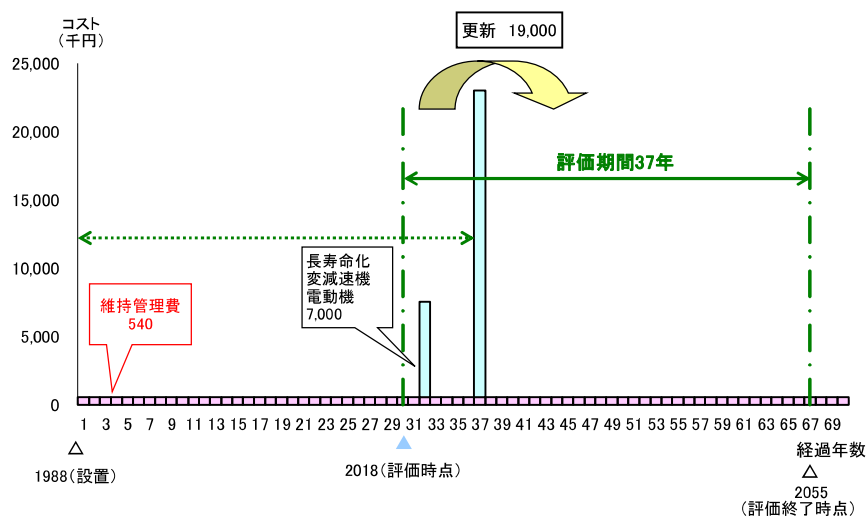 コスト
（千円）
更新　19,000
25,000
20,000
15,000
10,000
5,000
0
評価期間37年
長寿命化
変減速機
電動機
7,000
維持管理費
540
1 3 5 7 9 11 13 15 17 19 21 23 25 27 29 31 33 35 37 39 41 43 45 47 49 51 53 55 57 59 61 63 65 67 69
経過年数
1988（設置）
2018（評価時点）
2055
（評価終了時点）